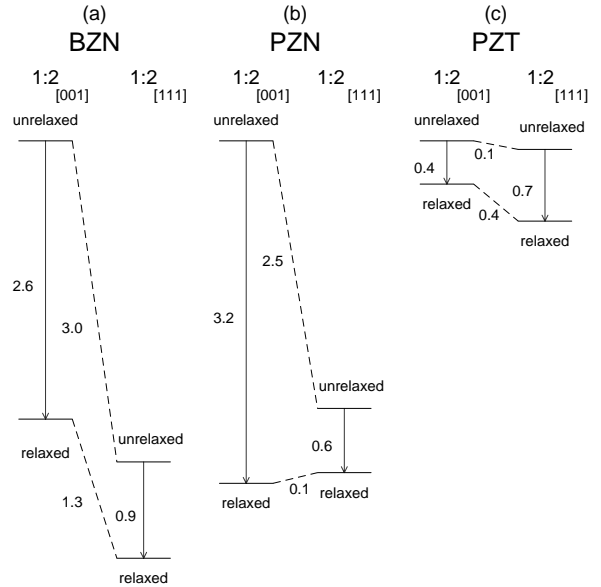 (a)
BZN
1:2 [001]
1:2 [111]
unrelaxed
2.6
3.0
relaxed
unrelaxed
1.3
0.9
relaxed
(b)
PZN
1:2 [001]
1:2 [111]
unrelaxed
2.5
3.2
unrelaxed
0.6
relaxed
0.1
relaxed
(c)
PZT
1:2 [001]
1:2 [111]
unrelaxed
unrelaxed
0.1
0.4
0.7
relaxed
0.4
relaxed